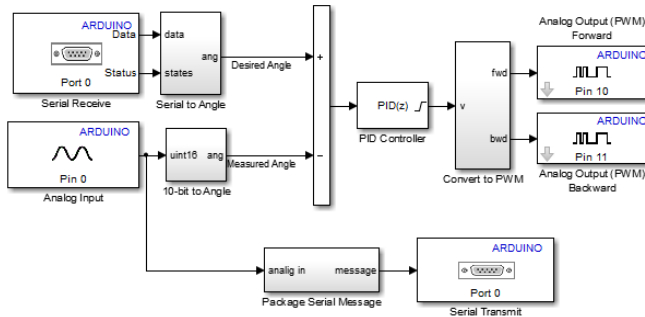 ARDUINO
Data
Status
Port 0
Serial Receive
data
states
ang
Serial to Angle
Desired Angle
ARDUINO
Pin 0
Analog Input
uint16 ang
10-bit to Angle
Measured Angle
+
−
PID(z)
PID Controller
v
fwd
bwd
Convert to PWM
Analog Output (PWM)
Forward
ARDUINO
Pin 10
ARDUINO
Pin 11
Analog Output (PWM)
Backward
analig in message
Package Serial Message
ARDUINO
Port 0
Serial Transmit